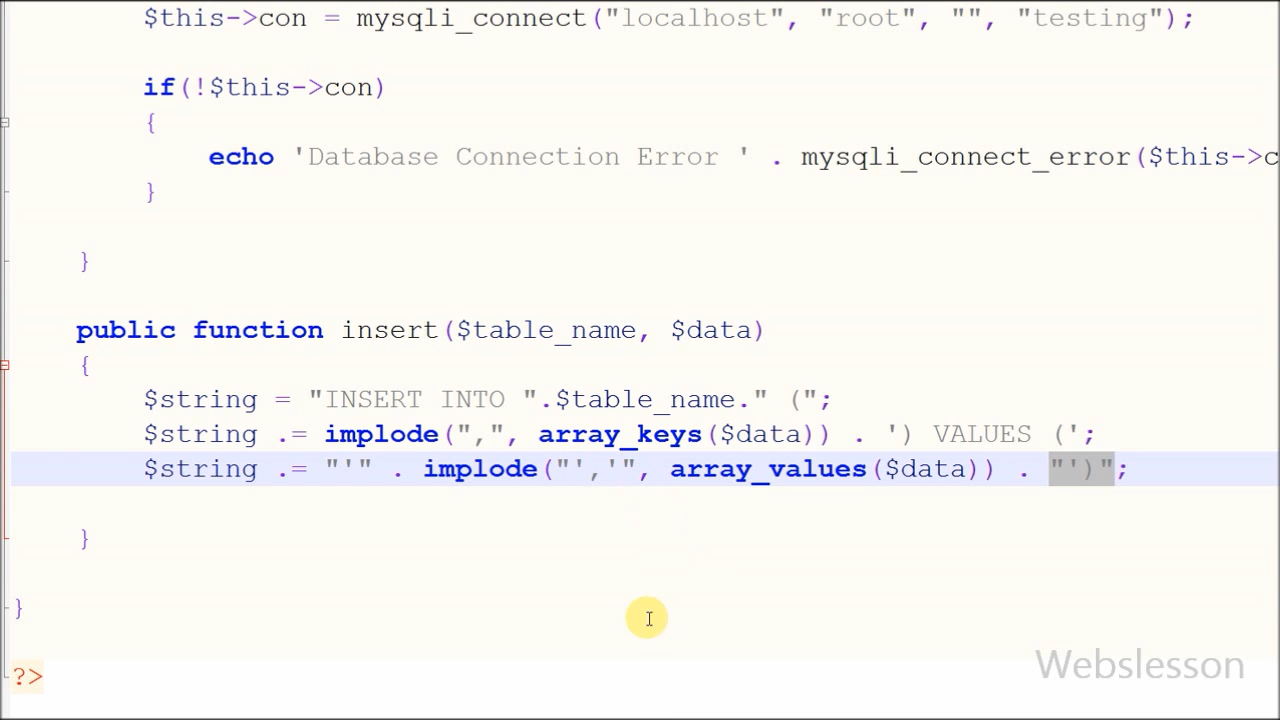 $this->con = mysqli_connect("localhost", "root", "", "testing");
if(!$this->con)
{
echo 'Database Connection Error ' . mysqli_connect_error($this->c
}
}
public function insert($table_name, $data)
{
$string = "INSERT INTO ".$table_name." (";
$string .= implode(",", array_keys($data)) . ') VALUES (';
$string .= "'" . implode("','", array_values($data)) . "')";
}
}
?>
Webslesson